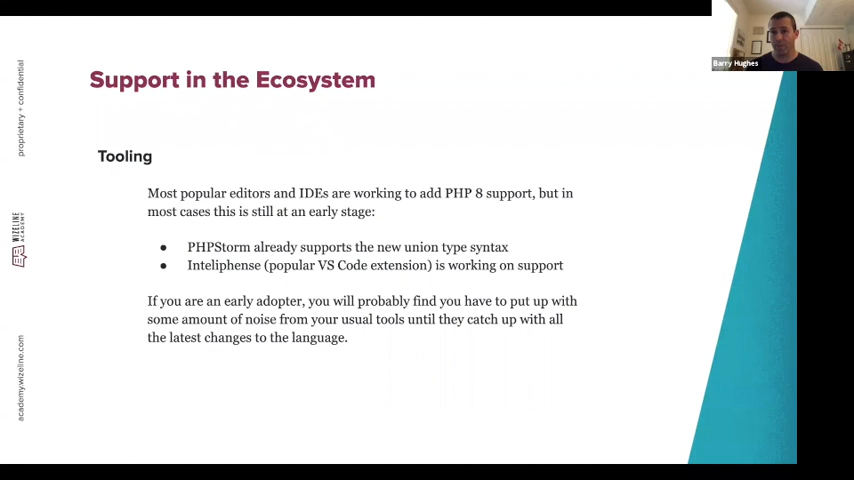 Barry Hughes
proprietary + confidential
Support in the Ecosystem
Tooling
Most popular editors and IDEs are working to add PHP 8 support, but in
most cases this is still at an early stage:
● PHPStorm already supports the new union type syntax
● Inteliphense (popular VS Code extension) is working on support
If you are an early adopter, you will probably find you have to put up with
some amount of noise from your usual tools until they catch up with all
the latest changes to the language.
WIZELINE
ACADEMY
academy.wizeline.com